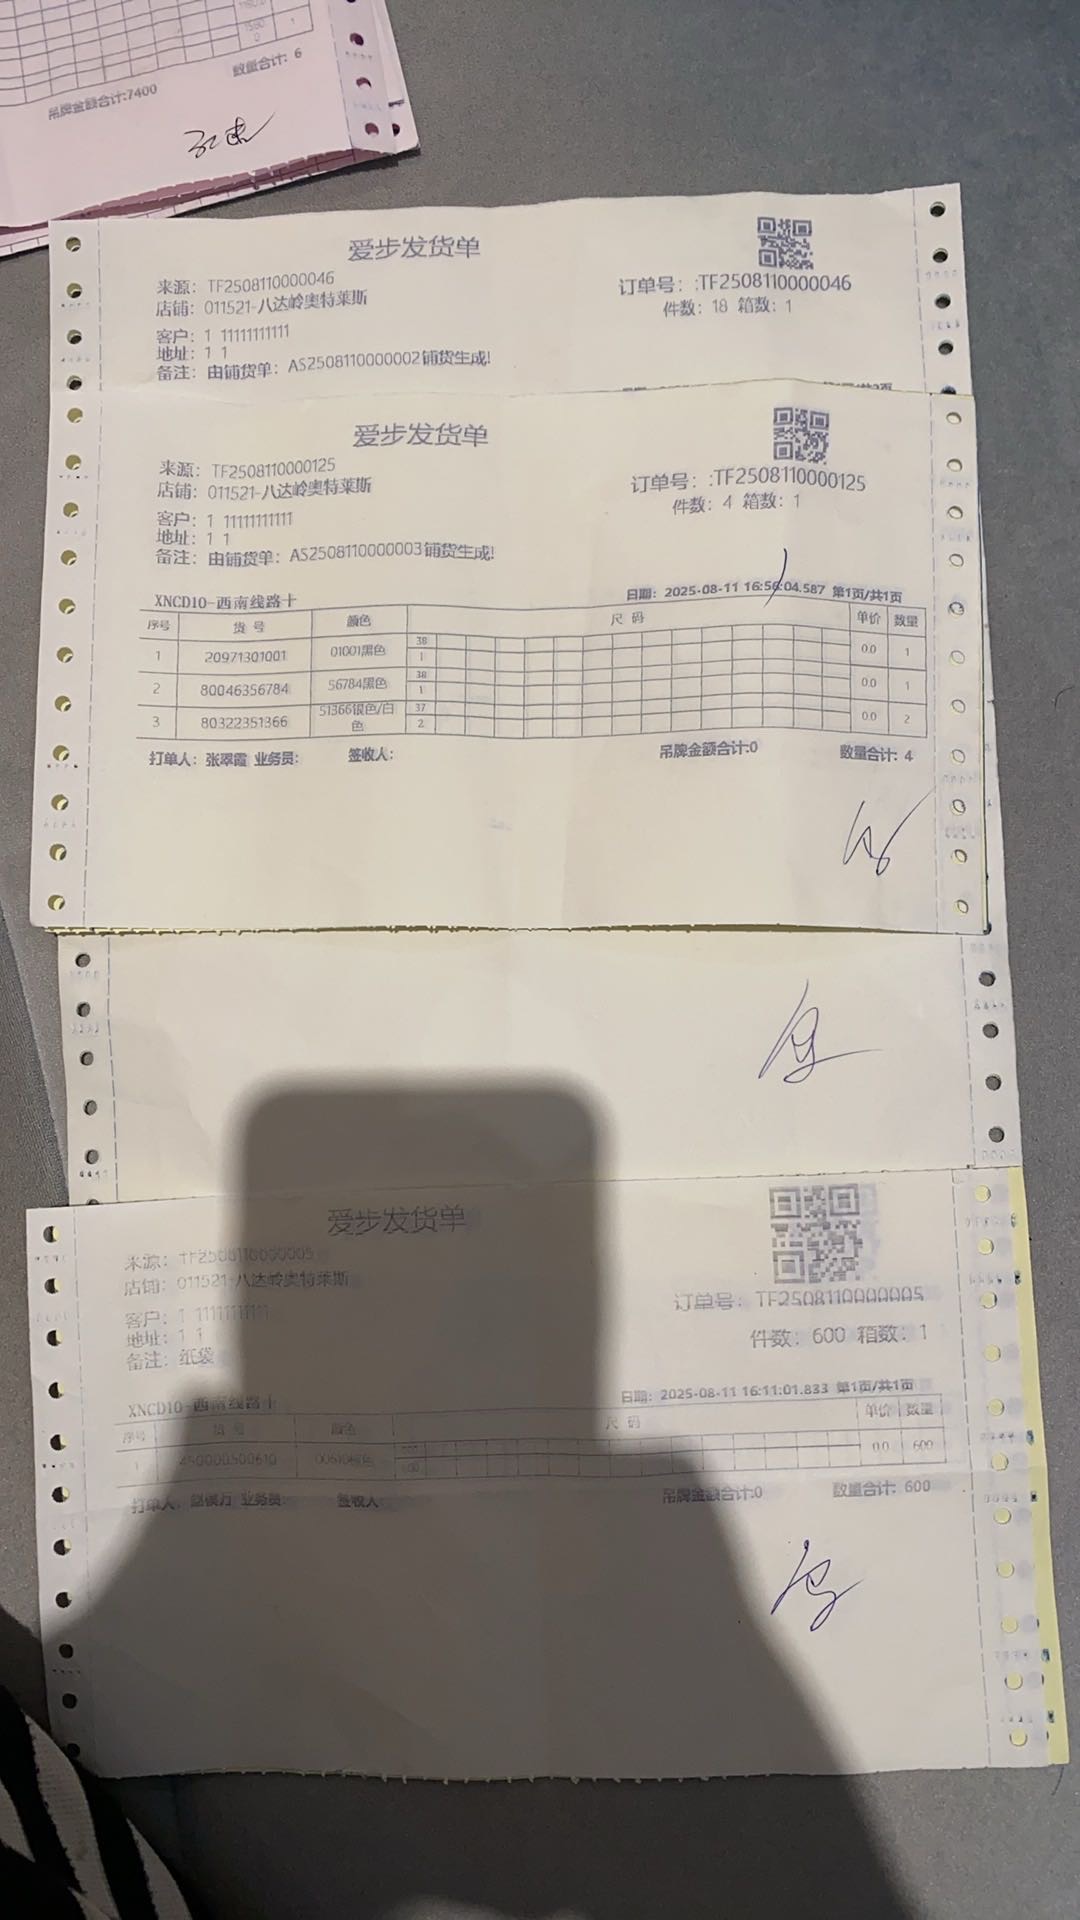 数量合计: 6
吊牌金额合计:7400
爱步发货单
来源: TF2508110000046
店铺: 011521-八达岭奥特莱斯
客户: 1 11111111111
地址: 1 1
备注: 由铺货单: AS2508110000002铺货生成!
订单号: :TF2508110000046
件数: 18 箱数: 1
爱步发货单
来源: TF2508110000125
店铺: 011521-八达岭奥特莱斯
客户: 1 11111111111
地址: 1 1
备注: 由铺货单: AS2508110000003铺货生成!
订单号: :TF2508110000125
件数: 4 箱数: 1
XNCD10-西南线路十
日期: 2025-08-11 16:56:04.587 第1页/共1页
序号 货 号 颜色 尺 码 单价 数量
38
1 20971301001 01001黑色 1 0.0 1
38
2 80046356784 56784黑色 1 0.0 1
37
3 80322351366 51366银色/白色 2 0.0 2
打单人: 张翠霞 业务员: 签收人: 吊牌金额合计:0 数量合计: 4
爱步发货单
来源: TF2508110000005
店铺: 011521-八达岭奥特莱斯
客户: 1 11111111111
地址: 1 1
备注: 纸袋
订单号: TF2508110000005
件数: 600 箱数: 1
XNCD10-西南线路十
日期: 2025-08-11 16:11:01.833 第1页/共1页
序号 货 号 颜色 尺 码 单价 数量
1 0.0 600
打单人: 业务员: 签收人: 吊牌金额合计:0 数量合计: 600